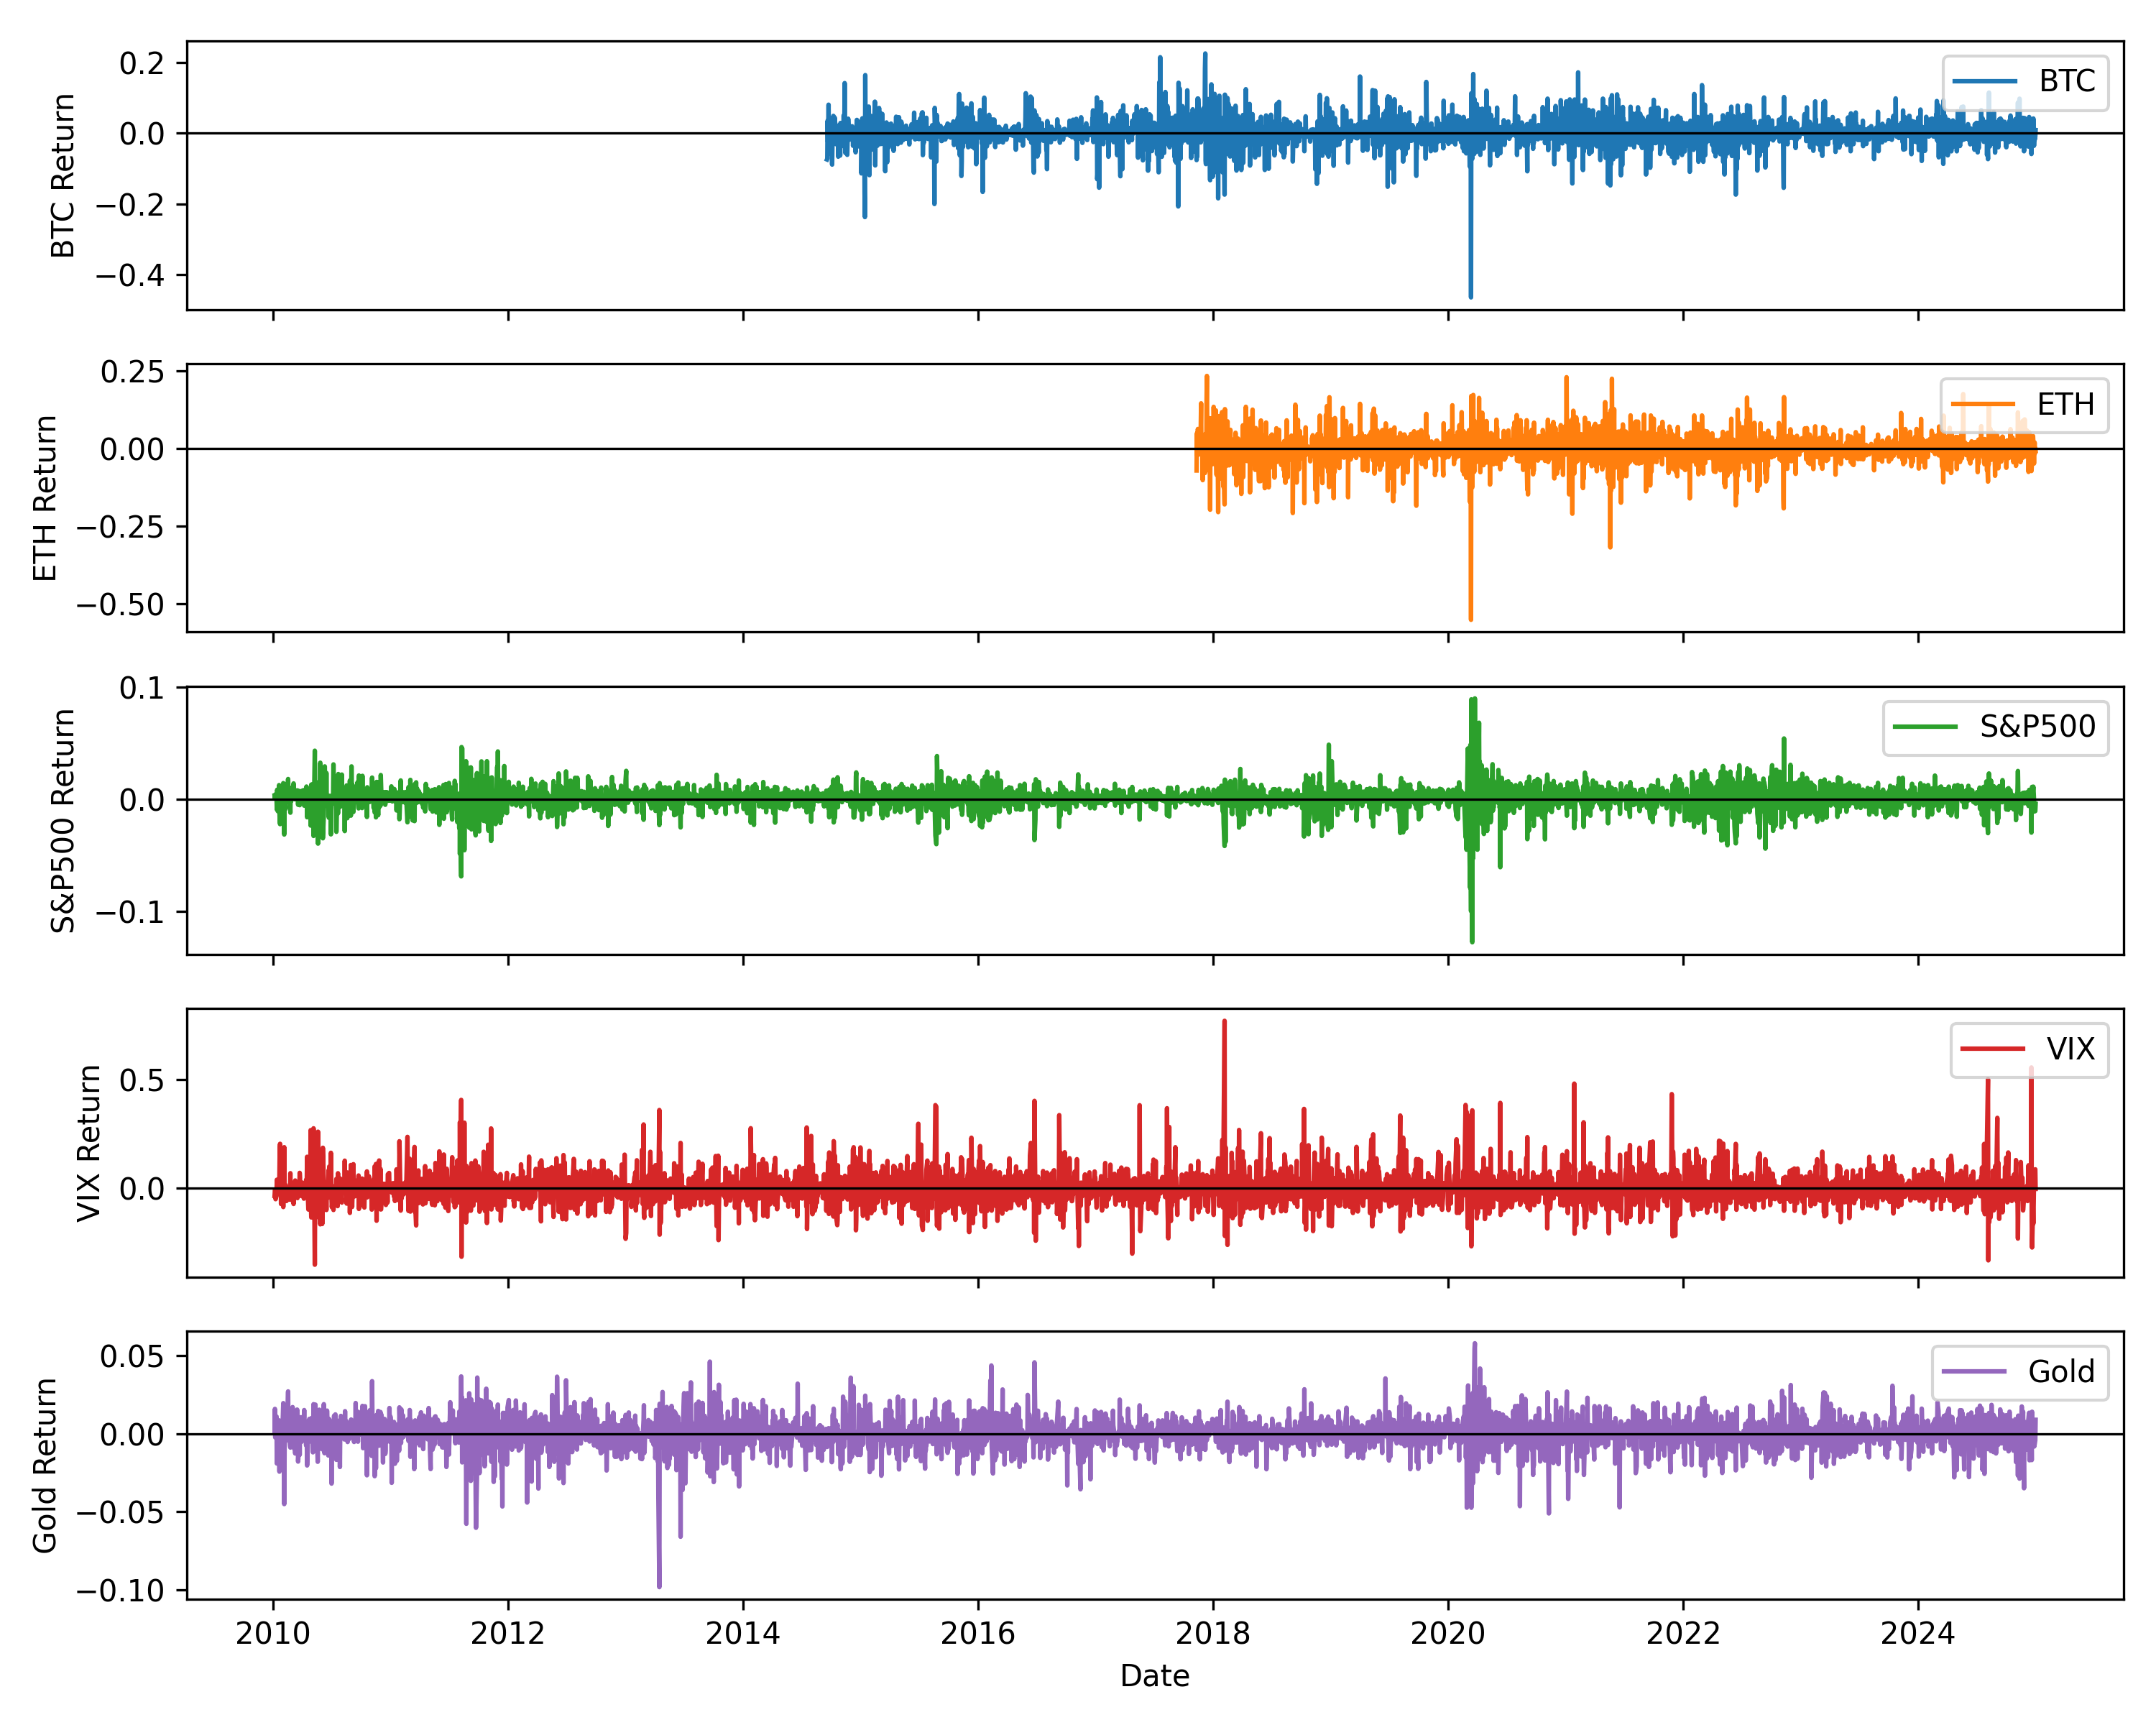 BTC Return
0.2
0.0
−0.2
−0.4
BTC
ETH Return
0.25
0.00
−0.25
−0.50
ETH
S&P500 Return
0.1
0.0
−0.1
S&P500
VIX Return
0.5
0.0
VIX
Gold Return
0.05
0.00
−0.05
−0.10
Gold
2010 2012 2014 2016 2018 2020 2022 2024
Date